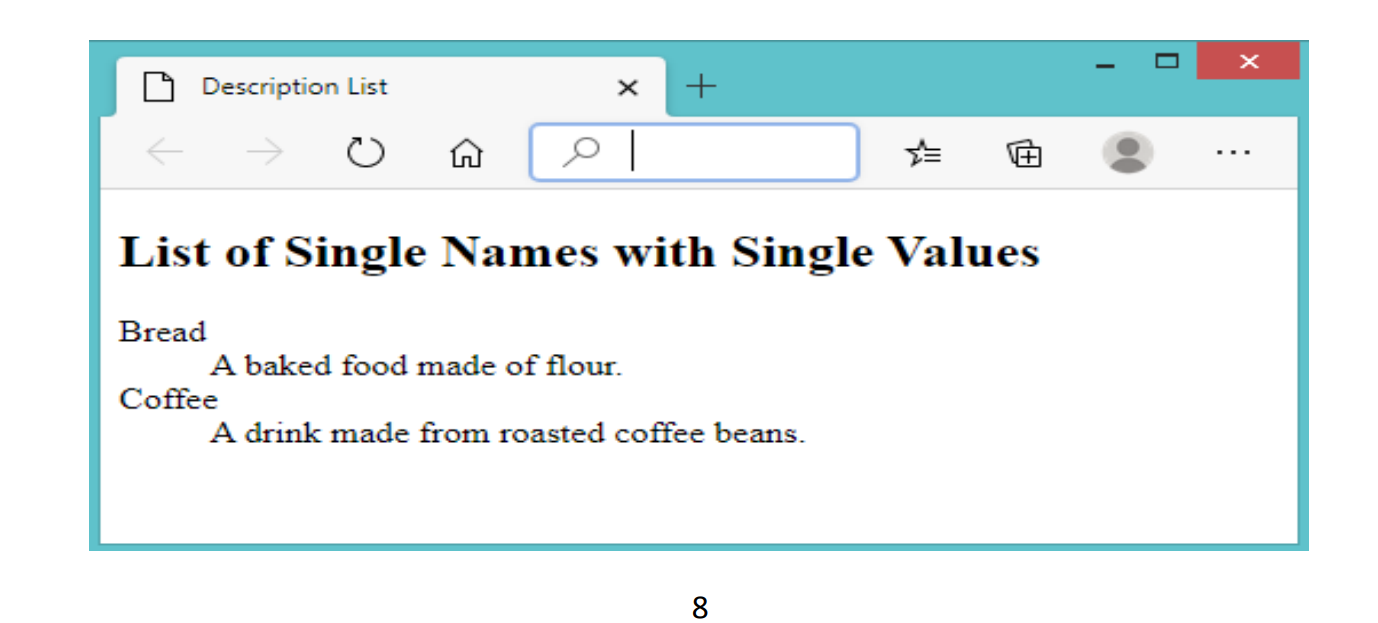 Description List
List of Single Names with Single Values
Bread
A baked food made of flour.
Coffee
A drink made from roasted coffee beans.
8